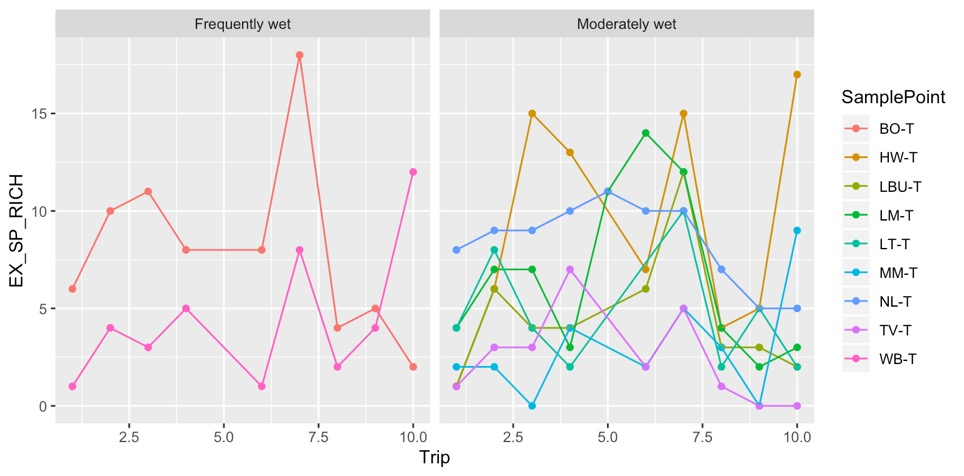 Frequently wet
Moderately wet
EX_SP_RICH
15
10
5
0
2.5
5.0
7.5
10.0
2.5
5.0
7.5
10.0
Trip
SamplePoint
BO-T
HW-T
LBU-T
LM-T
LT-T
MM-T
NL-T
TV-T
WB-T